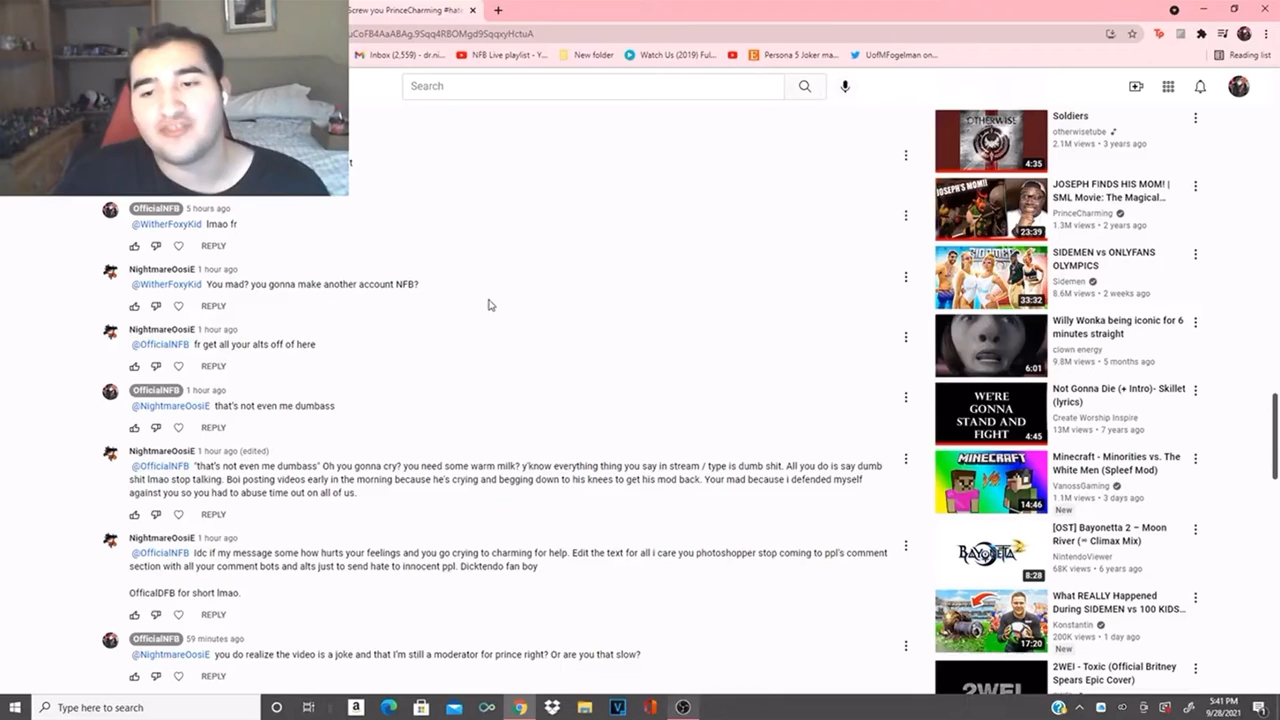 Screw you PrinceCharming #hate
uCoFB4AaABAg.9Sqq4RBOMgd9SqqxyHctuA
Inbox (2,559) - dr.ni...
NFB Live playlist - Y...
New folder
Watch Us (2019) Ful...
Persona 5 Joker ma...
UofMFogelman on...
Reading list
Search
t
OfficialNFB 5 hours ago
@WitherFoxyKid lmao fr
REPLY
NightmareOosiE 1 hour ago
@WitherFoxyKid You mad? you gonna make another account NFB?
REPLY
NightmareOosiE 1 hour ago
@OfficialNFB fr get all your alts off of here
REPLY
OfficialNFB 1 hour ago
@NightmareOosiE that's not even me dumbass
REPLY
NightmareOosiE 1 hour ago (edited)
@OfficialNFB "that's not even me dumbass" Oh you gonna cry? you need some warm milk? y'know everything thing you say in stream / type is dumb shit. All you do is say dumb
shit lmao stop talking. Boi posting videos early in the morning because he's crying and begging down to his knees to get his mod back. Your mad because i defended myself
against you so you had to abuse time out on all of us.
REPLY
NightmareOosiE 1 hour ago
@OfficialNFB Idc if my message some how hurts your feelings and you go crying to charming for help. Edit the text for all i care you photoshopper stop coming to ppl's comment
section with all your comment bots and alts just to send hate to innocent ppl. Dicktendo fan boy
OfficalDFB for short lmao.
REPLY
OfficialNFB 59 minutes ago
@NightmareOosiE you do realize the video is a joke and that I'm still a moderator for prince right? Or are you that slow?
REPLY
OTHERWISE
4:35
Soldiers
otherwisetube
2.1M views • 3 years ago
JOSEPH'S MOM!!
23:39
JOSEPH FINDS HIS MOM! |
SML Movie: The Magical...
PrinceCharming
1.3M views • 2 years ago
33:32
SIDEMEN vs ONLYFANS
OLYMPICS
Sidemen
8.6M views • 2 weeks ago
6:01
Willy Wonka being iconic for 6
minutes straight
clown energy
9.8M views • 5 months ago
WE'RE
GONNA
STAND AND
FIGHT
4:45
Not Gonna Die (+ Intro)- Skillet
(lyrics)
Create Worship Inspire
13M views • 7 years ago
MINECRAFT
14:46
Minecraft - Minorities vs. The
White Men (Spleef Mod)
VanossGaming
1.1M views • 3 days ago
New
BAYONETTA
8:28
[OST] Bayonetta 2 – Moon
River (∞ Climax Mix)
NintendoViewer
68K views • 6 years ago
17:20
What REALLY Happened
During SIDEMEN vs 100 KIDS...
Konstantin
200K views • 1 day ago
New
2WEI
2WEI - Toxic (Official Britney
Spears Epic Cover)
Type here to search
5:41 PM
9/28/2021